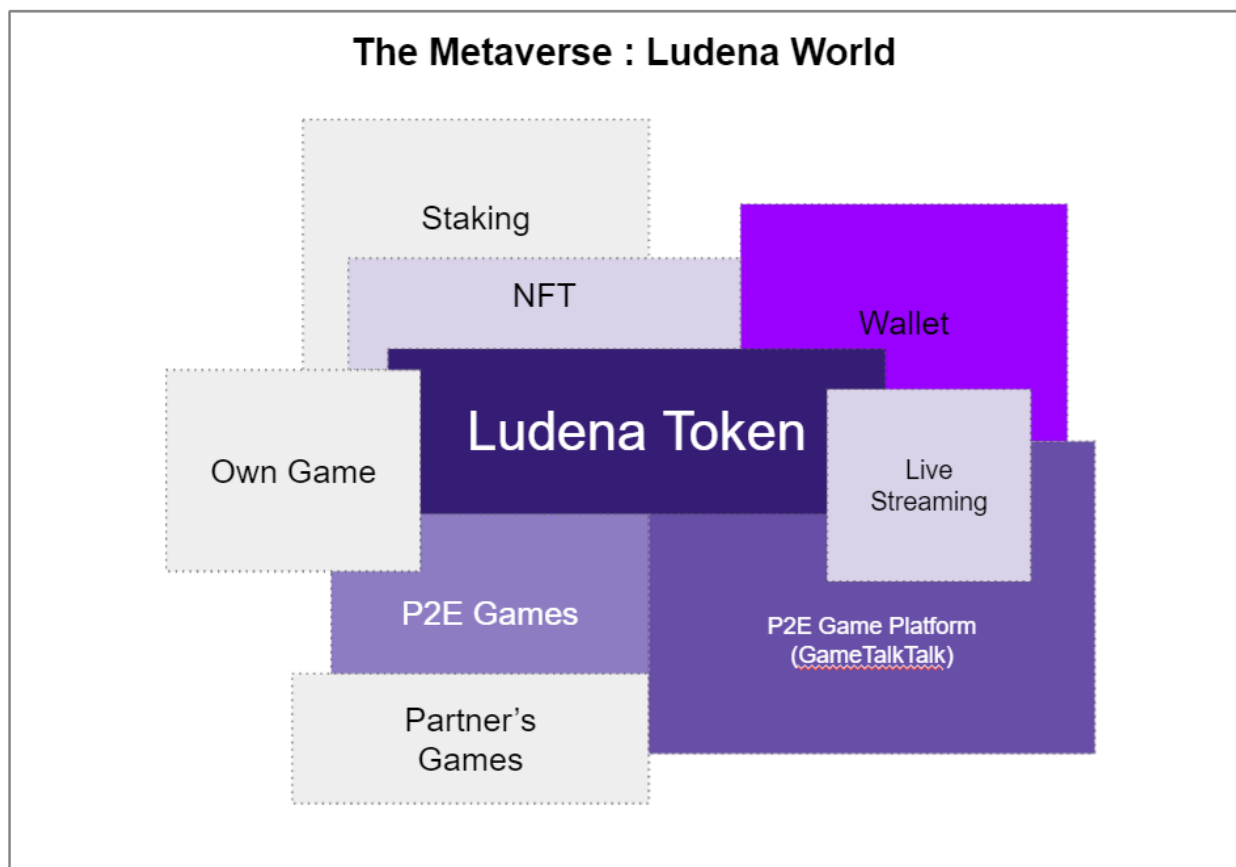 The Metaverse : Ludena World
Staking
NFT
Wallet
Ludena Token
Own Game
Live
Streaming
P2E Games
P2E Game Platform
(GameTalkTalk)
Partner’s
Games